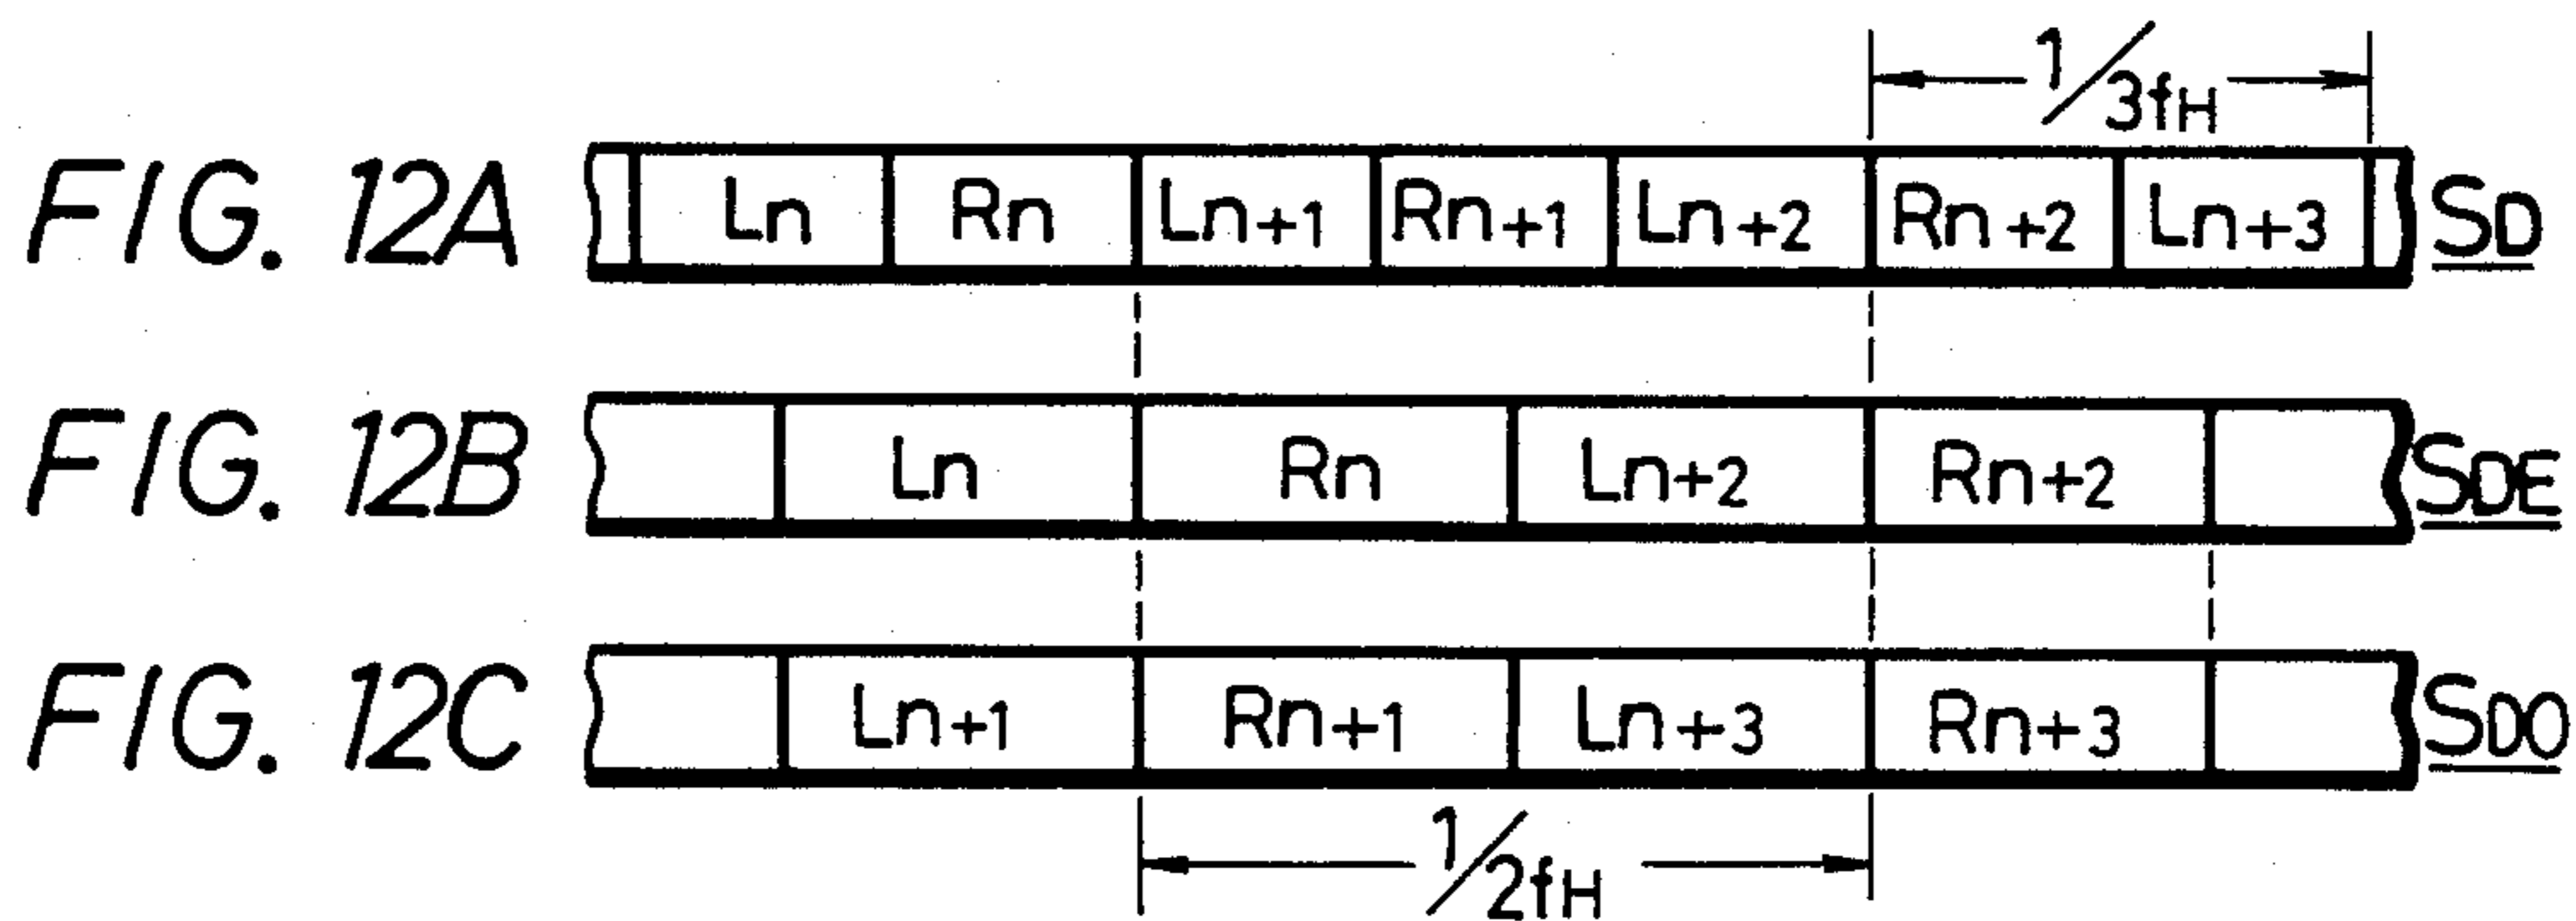 1/3fH
FIG. 12A Ln Rn Ln+1 Rn+1 Ln+2 Rn+2 Ln+3 SD
FIG. 12B Ln Rn Ln+2 Rn+2 SDE
FIG. 12C Ln+1 Rn+1 Ln+3 Rn+3 SDO
1/2fH